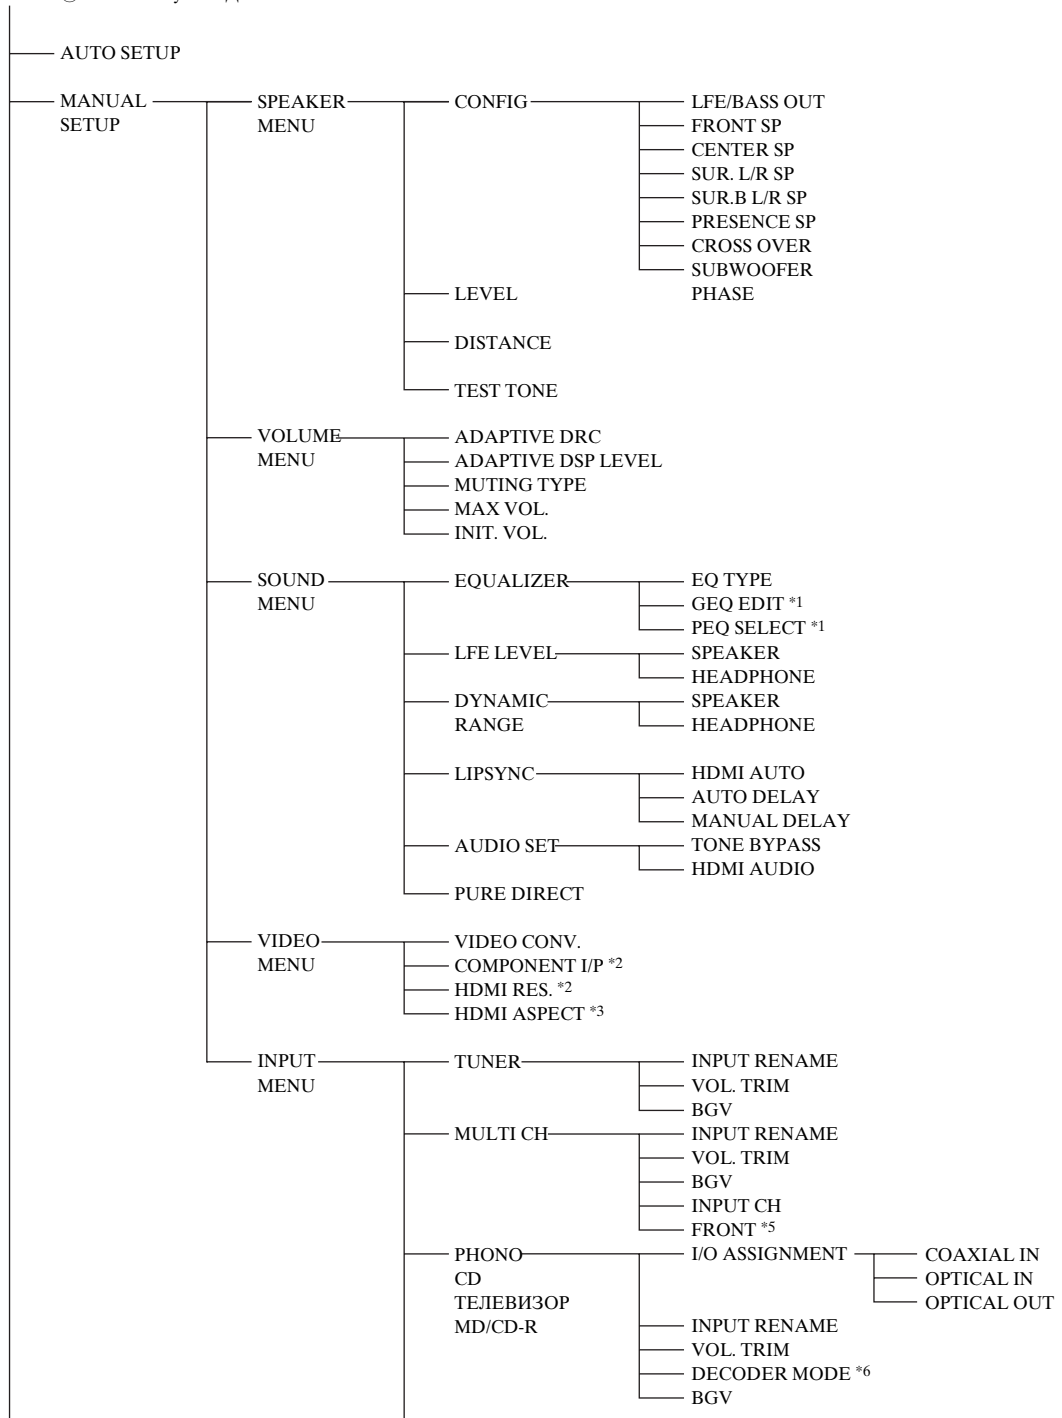 AUTO SETUP
MANUAL SETUP
SPEAKER MENU
CONFIG
LFE/BASS OUT
FRONT SP
CENTER SP
SUR. L/R SP
SUR.B L/R SP
PRESENCE SP
CROSS OVER
SUBWOOFER PHASE
LEVEL
DISTANCE
TEST TONE
VOLUME MENU
ADAPTIVE DRC
ADAPTIVE DSP LEVEL
MUTING TYPE
MAX VOL.
INIT. VOL.
SOUND MENU
EQUALIZER
EQ TYPE
GEQ EDIT *1
PEQ SELECT *1
LFE LEVEL
SPEAKER
HEADPHONE
DYNAMIC RANGE
SPEAKER
HEADPHONE
LIPSYNC
HDMI AUTO
AUTO DELAY
MANUAL DELAY
AUDIO SET
TONE BYPASS
HDMI AUDIO
PURE DIRECT
VIDEO MENU
VIDEO CONV.
COMPONENT I/P *2
HDMI RES. *2
HDMI ASPECT *3
INPUT MENU
TUNER
INPUT RENAME
VOL. TRIM
BGV
MULTI CH
INPUT RENAME
VOL. TRIM
BGV
INPUT CH
FRONT *5
PHONO
CD
ТЕЛЕВИЗОР
MD/CD-R
I/O ASSIGNMENT
COAXIAL IN
OPTICAL IN
OPTICAL OUT
INPUT RENAME
VOL. TRIM
DECODER MODE *6
BGV